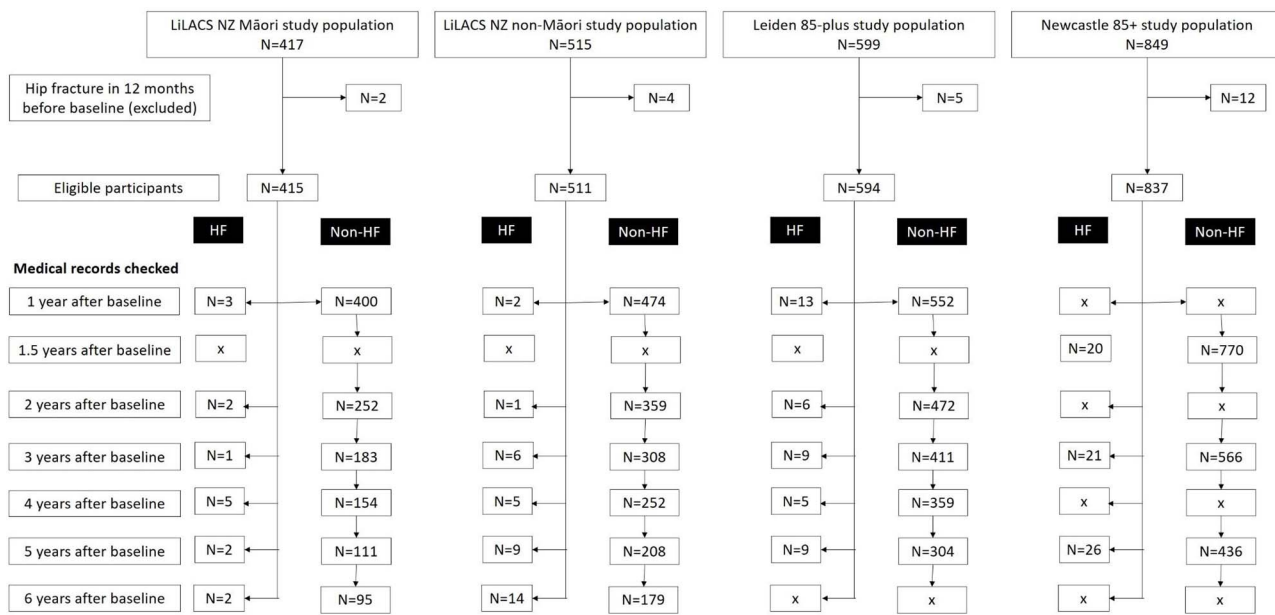 LiLACS NZ Māori study population
N=417
LiLACS NZ non-Māori study population
N=515
Leiden 85-plus study population
N=599
Newcastle 85+ study population
N=849
Hip fracture in 12 months
before baseline (excluded)
N=2
N=4
N=5
N=12
Eligible participants
N=415
N=511
N=594
N=837
HF
Non-HF
HF
Non-HF
HF
Non-HF
HF
Non-HF
Medical records checked
1 year after baseline
N=3
N=400
N=2
N=474
N=13
N=552
x
x
1.5 years after baseline
x
x
x
x
x
x
N=20
N=770
2 years after baseline
N=2
N=252
N=1
N=359
N=6
N=472
x
x
3 years after baseline
N=1
N=183
N=6
N=308
N=9
N=411
N=21
N=566
4 years after baseline
N=5
N=154
N=5
N=252
N=5
N=359
x
x
5 years after baseline
N=2
N=111
N=9
N=208
N=9
N=304
N=26
N=436
6 years after baseline
N=2
N=95
N=14
N=179
x
x
x
x